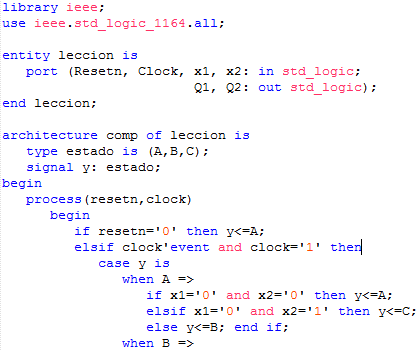 library ieee;
use ieee.std_logic_1164.all;
entity leccion is
port (Resetn, Clock, x1, x2: in std_logic;
Q1, Q2: out std_logic);
end leccion;
architecture comp of leccion is
type estado is (A,B,C);
signal y: estado;
begin
process(resetn,clock)
begin
if resetn='0' then y<=A;
elsif clock'event and clock='1' then
case y is
when A =>
if x1='0' and x2='0' then y<=A;
elsif x1='0' and x2='1' then y<=C;
else y<=B; end if;
when B =>